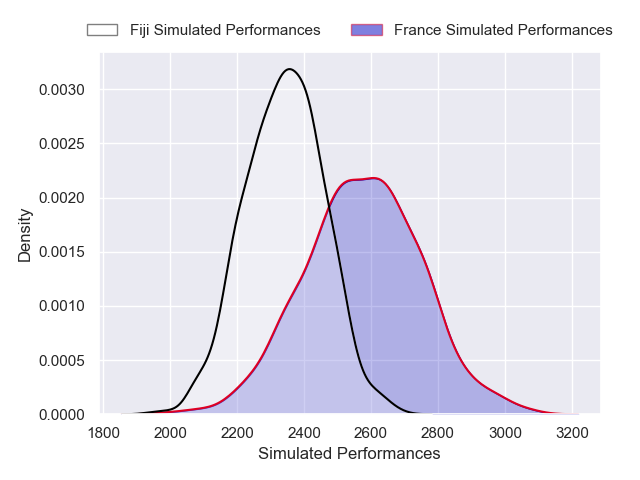 Fiji Simulated Performances France Simulated Performances
0.0030
0.0025
0.0020
0.0015
0.0010
0.0005
0.0000
Density
1800 2000 2200 2400 2600 2800 3000 3200
Simulated Performances